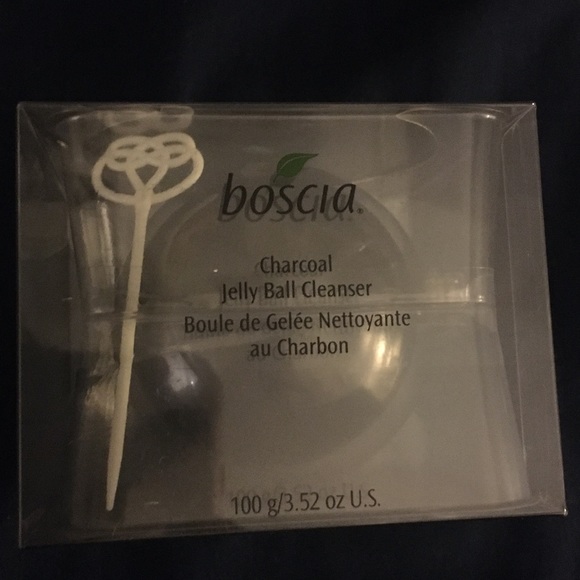 boscia.
Charcoal
Jelly Ball Cleanser
Boule de Gelée Nettoyante
au Charbon
100 g/3.52 oz U.S.